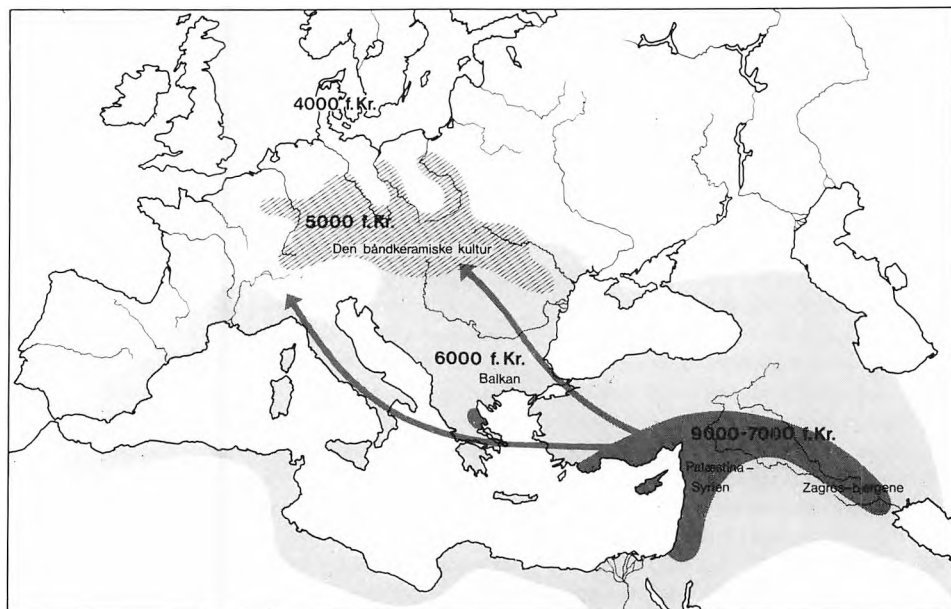 4000 f.Kr.
5000 f.Kr.
Den båndkeramiske kultur
6000 f.Kr.
Balkan
9000-7000 f.Kr.
Palæstina-
Syrien
Zagros-bjergene